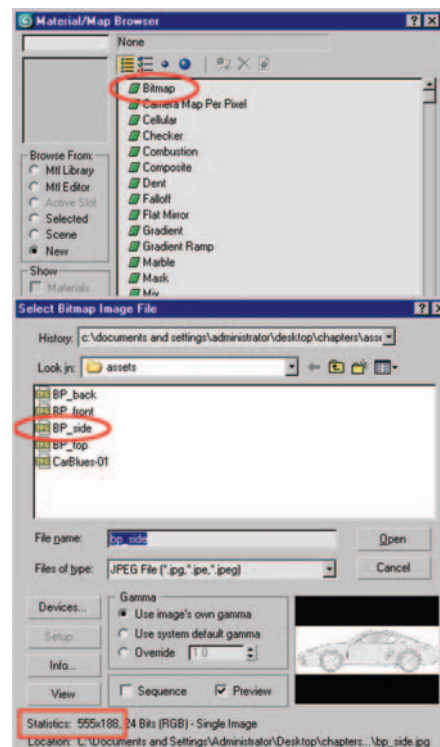 Material/Map Browser
None
Bitmap
Camera Map Per Pixel
Cellular
Checker
Combustion
Composite
Dent
Falloff
Flat Mirror
Gradient
Gradient Ramp
Marble
Mask
Mix
Browse From:
Mtl Library
Mtl Editor
Active Slot
Selected
Scene
New
Show
Materials
Select Bitmap Image File
History: c:\documents and settings\administrator\desktop\chapters\asse
Look in: assets
BP_back
BP_front
BP_side
BP_top
CarBlues-01
File name: bp_side Open
Files of type: JPEG File (*.jpg,*.jpe,*.jpeg) Cancel
Devices...
Setup...
Info...
View
Gamma
Use image's own gamma
Use system default gamma
Override 1.0
Sequence Preview
Statistics: 555x188, 24 Bits (RGB) - Single Image
Location: C:\Documents and Settings\Administrator\Desktop\chapters...\bp_side.jpg